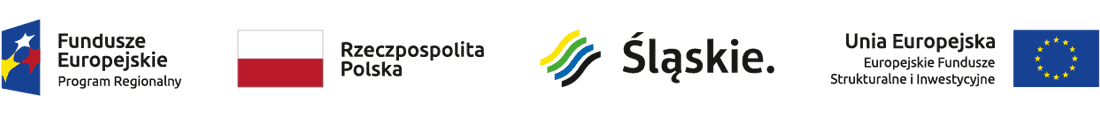 Fundusze
Europejskie
Program Regionalny
Rzeczpospolita
Polska
Śląskie.
Unia Europejska
Europejskie Fundusze
Strukturalne i Inwestycyjne